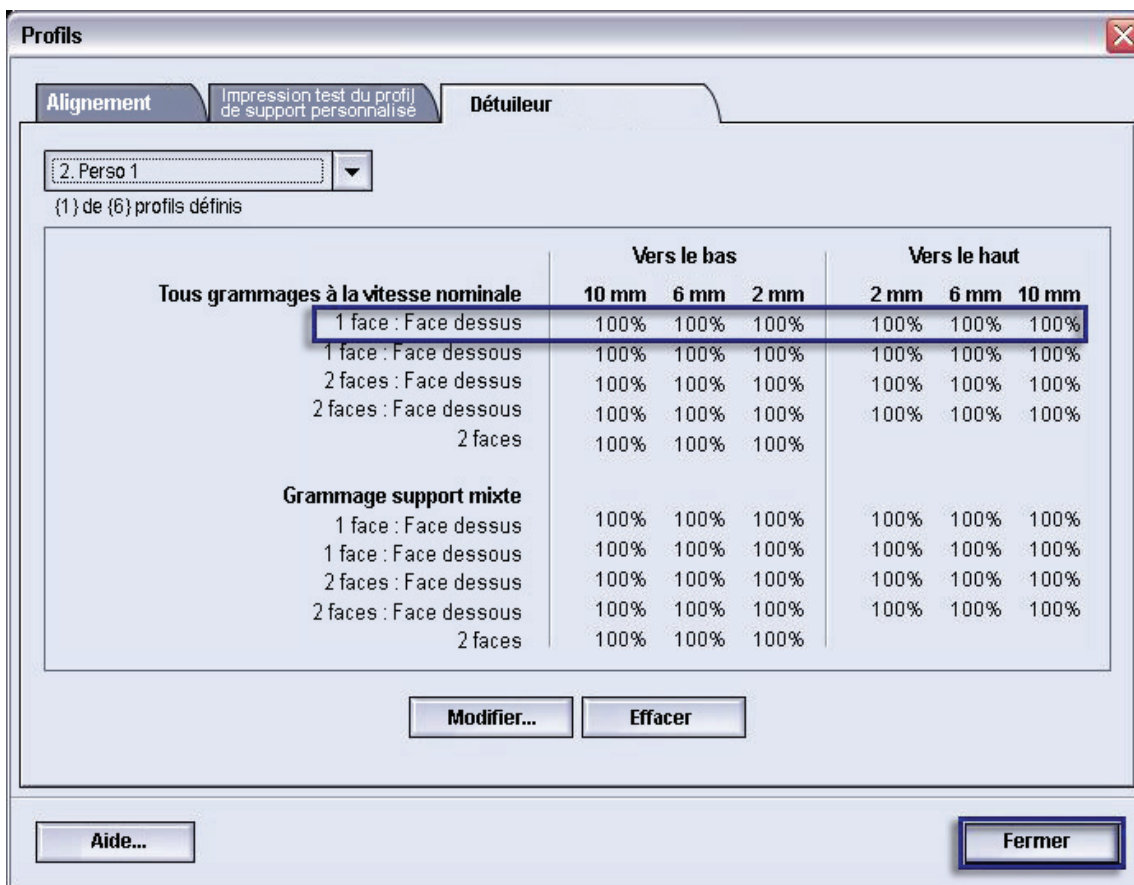 Profils
Alignement
Impression test du profil
de support personnalisé
Détuileur
2. Perso 1
{1} de {6} profils définis
Vers le bas Vers le haut
Tous grammages à la vitesse nominale 10 mm 6 mm 2 mm 2 mm 6 mm 10 mm
1 face : Face dessus 100% 100% 100% 100% 100% 100%
1 face : Face dessous 100% 100% 100% 100% 100% 100%
2 faces : Face dessus 100% 100% 100% 100% 100% 100%
2 faces : Face dessous 100% 100% 100% 100% 100% 100%
2 faces 100% 100% 100%
Grammage support mixte
1 face : Face dessus 100% 100% 100% 100% 100% 100%
1 face : Face dessous 100% 100% 100% 100% 100% 100%
2 faces : Face dessus 100% 100% 100% 100% 100% 100%
2 faces : Face dessous 100% 100% 100% 100% 100% 100%
2 faces 100% 100% 100%
Modifier... Effacer
Aide... Fermer